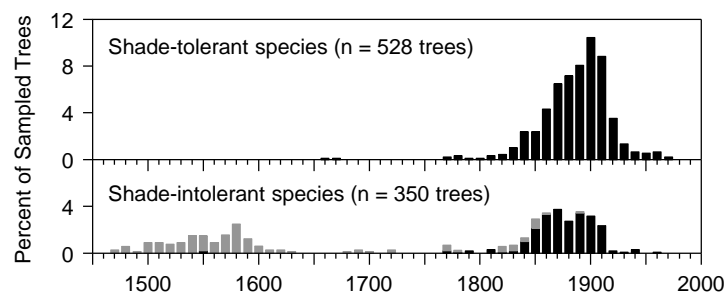 Percent of Sampled Trees
12
8
4
0
Shade-tolerant species (n = 528 trees)
4
0
Shade-intolerant species (n = 350 trees)
1500 1600 1700 1800 1900 2000